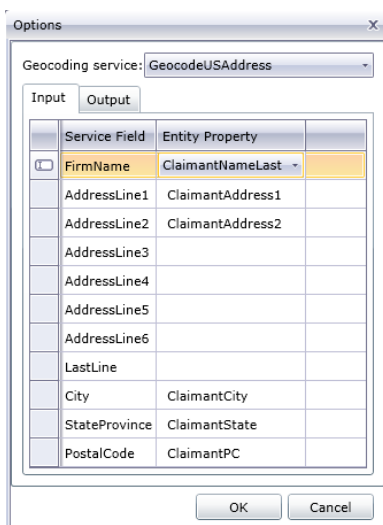 Options X
Geocoding service: GeocodeUSAddress
Input Output
Service Field Entity Property
FirmName ClaimantNameLast
AddressLine1 ClaimantAddress1
AddressLine2 ClaimantAddress2
AddressLine3
AddressLine4
AddressLine5
AddressLine6
LastLine
City ClaimantCity
StateProvince ClaimantState
PostalCode ClaimantPC
OK Cancel